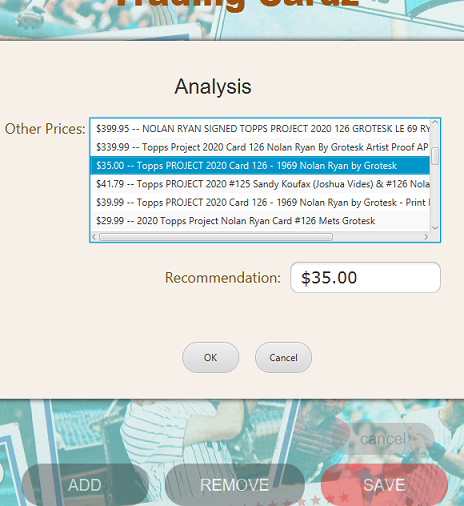 Trading Cardz
Analysis
Other Prices:
$399.95 -- NOLAN RYAN SIGNED TOPPS PROJECT 2020 126 GROTESK LE 69 RY
$339.99 -- Topps Project 2020 Card 126 Nolan Ryan By Grotesk Artist Proof AP
$35.00 -- Topps PROJECT 2020 Card 126 - 1969 Nolan Ryan by Grotesk
$41.79 -- Topps PROJECT 2020 #125 Sandy Koufax (Joshua Vides) & #126 Nola
$39.99 -- Topps PROJECT 2020 Card 126 - 1969 Nolan Ryan by Grotesk - Print
$29.99 -- 2020 Topps Project Nolan Ryan Card #126 Mets Grotesk
Recommendation: $35.00
OK Cancel
cancel
ADD REMOVE SAVE